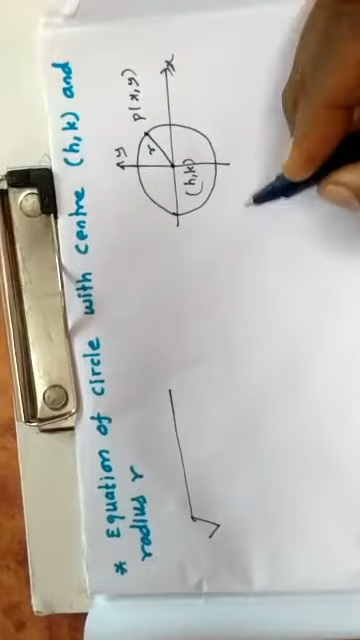 * Equation of circle with centre (h,k) and
radius r
y
P(x,y)
r
x
(h,k)